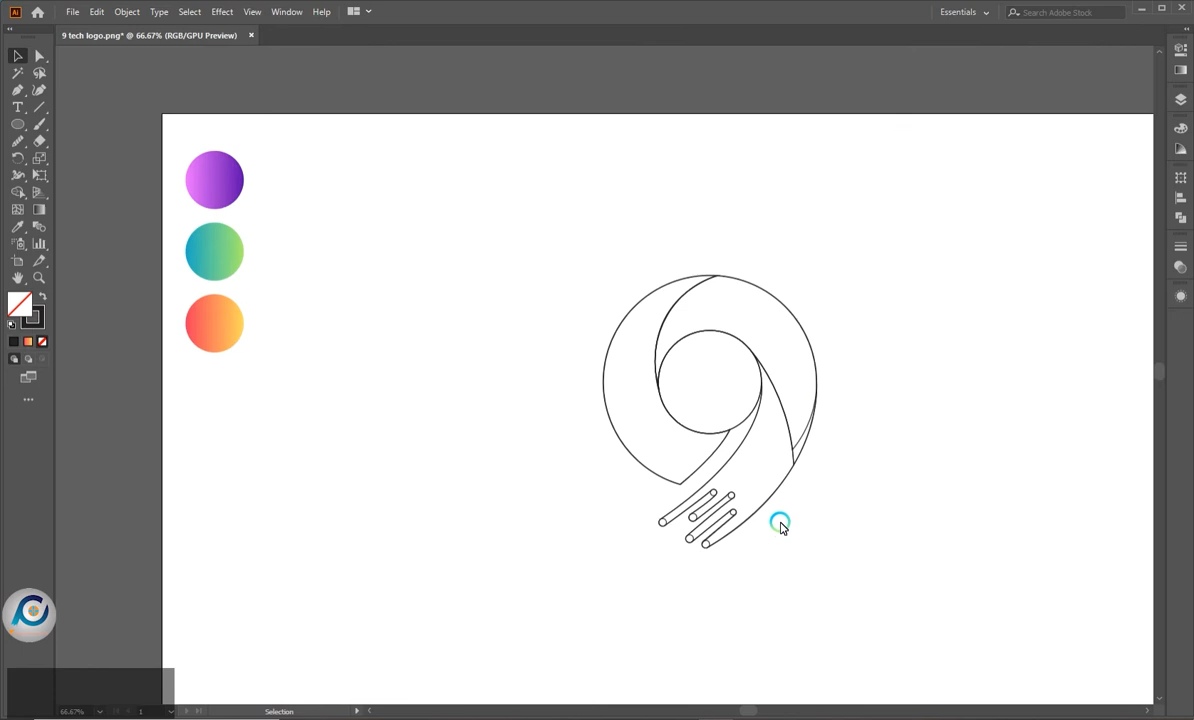 Ai File Edit Object Type Select Effect View Window Help Essentials Search Adobe Stock
9 tech logo.png* @ 66.67% (RGB/GPU Preview) ×
66.67% 1 Selection